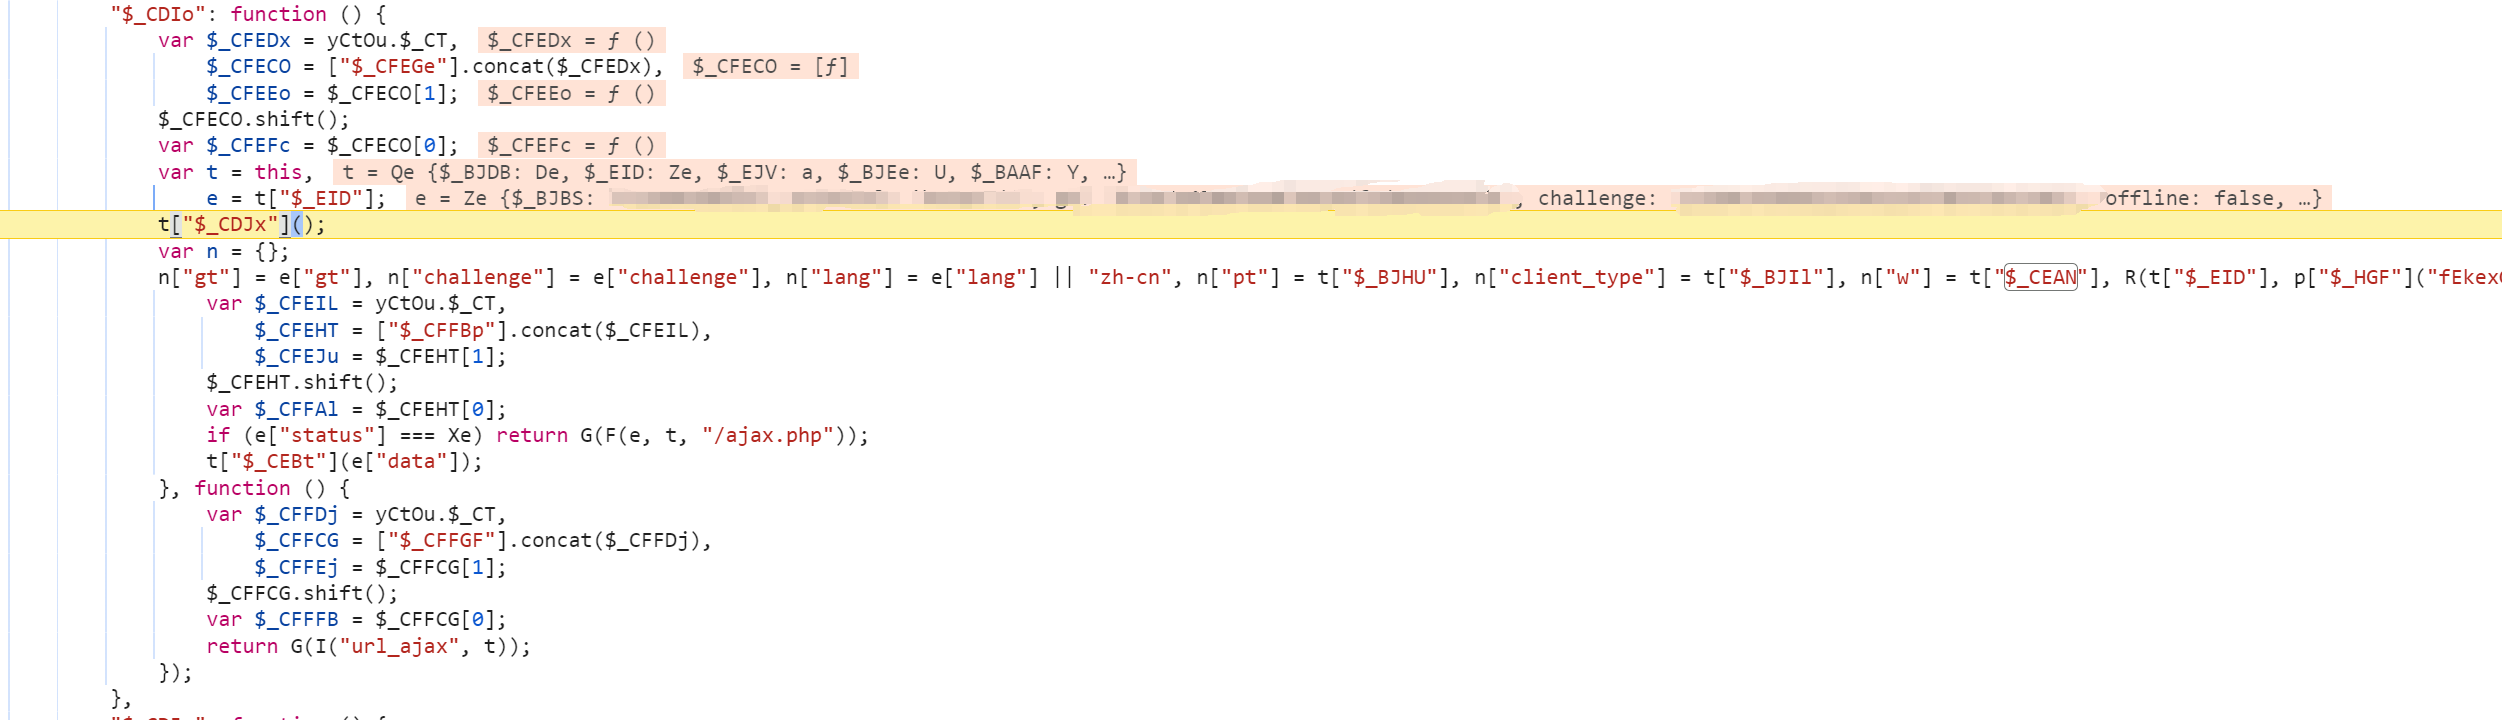 "$_CDIo": function () {
var $_CFEDx = yCtOu.$_CT, $_CFEDx = ƒ ()
$_CFECO = ["$_CFEGe"].concat($_CFEDx), $_CFECO = [ƒ]
$_CFEEo = $_CFECO[1]; $_CFEEo = ƒ ()
$_CFECO.shift();
var $_CFEFc = $_CFECO[0]; $_CFEFc = ƒ ()
var t = this, t = Qe {$_BJDB: De, $_EID: Ze, $_EJV: a, $_BJEe: U, $_BAAF: Y, …}
e = t["$_EID"]; e = Ze {$_BJBS: , challenge: offline: false, …}
t["$_CDJx"]();
var n = {};
n["gt"] = e["gt"], n["challenge"] = e["challenge"], n["lang"] = e["lang"] || "zh-cn", n["pt"] = t["$_BJHU"], n["client_type"] = t["$_BJIl"], n["w"] = t["$_CEAN"], R(t["$_EID"], p["$_HGF"]("fEkex
var $_CFEIL = yCtOu.$_CT,
$_CFEHT = ["$_CFFBp"].concat($_CFEIL),
$_CFEJu = $_CFEHT[1];
$_CFEHT.shift();
var $_CFFAl = $_CFEHT[0];
if (e["status"] === Xe) return G(F(e, t, "/ajax.php"));
t["$_CEBt"](e["data"]);
}, function () {
var $_CFFDj = yCtOu.$_CT,
$_CFFCG = ["$_CFFGF"].concat($_CFFDj),
$_CFFEj = $_CFFCG[1];
$_CFFCG.shift();
var $_CFFFB = $_CFFCG[0];
return G(I("url_ajax", t));
});
},